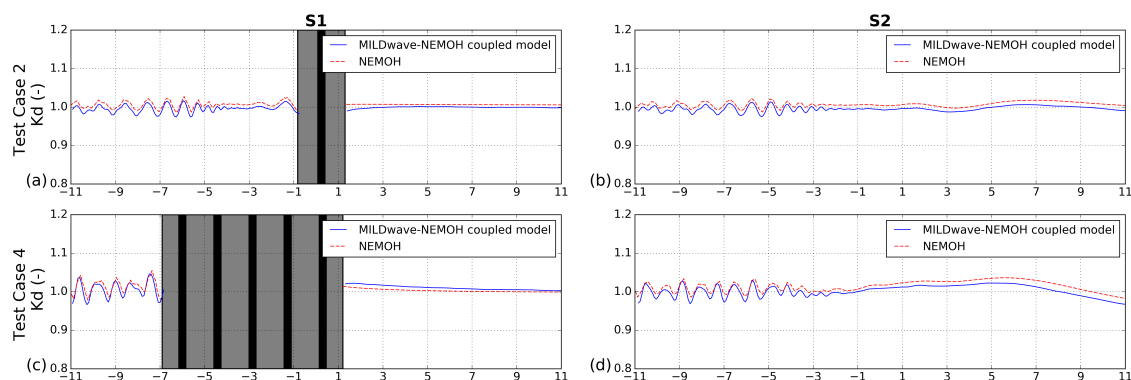 S1
S2
Test Case 2
Kd (-)
1.2
1.1
1.0
0.9
0.8
MILDwave-NEMOH coupled model
NEMOH
(a)
−11 −9 −7 −5 −3 −1 1 3 5 7 9 11
1.2
1.1
1.0
0.9
0.8
MILDwave-NEMOH coupled model
NEMOH
(b)
−11 −9 −7 −5 −3 −1 1 3 5 7 9 11
Test Case 4
Kd (-)
1.2
1.1
1.0
0.9
0.8
MILDwave-NEMOH coupled model
NEMOH
(c)
−11 −9 −7 −5 −3 −1 1 3 5 7 9 11
1.2
1.1
1.0
0.9
0.8
MILDwave-NEMOH coupled model
NEMOH
(d)
−11 −9 −7 −5 −3 −1 1 3 5 7 9 11